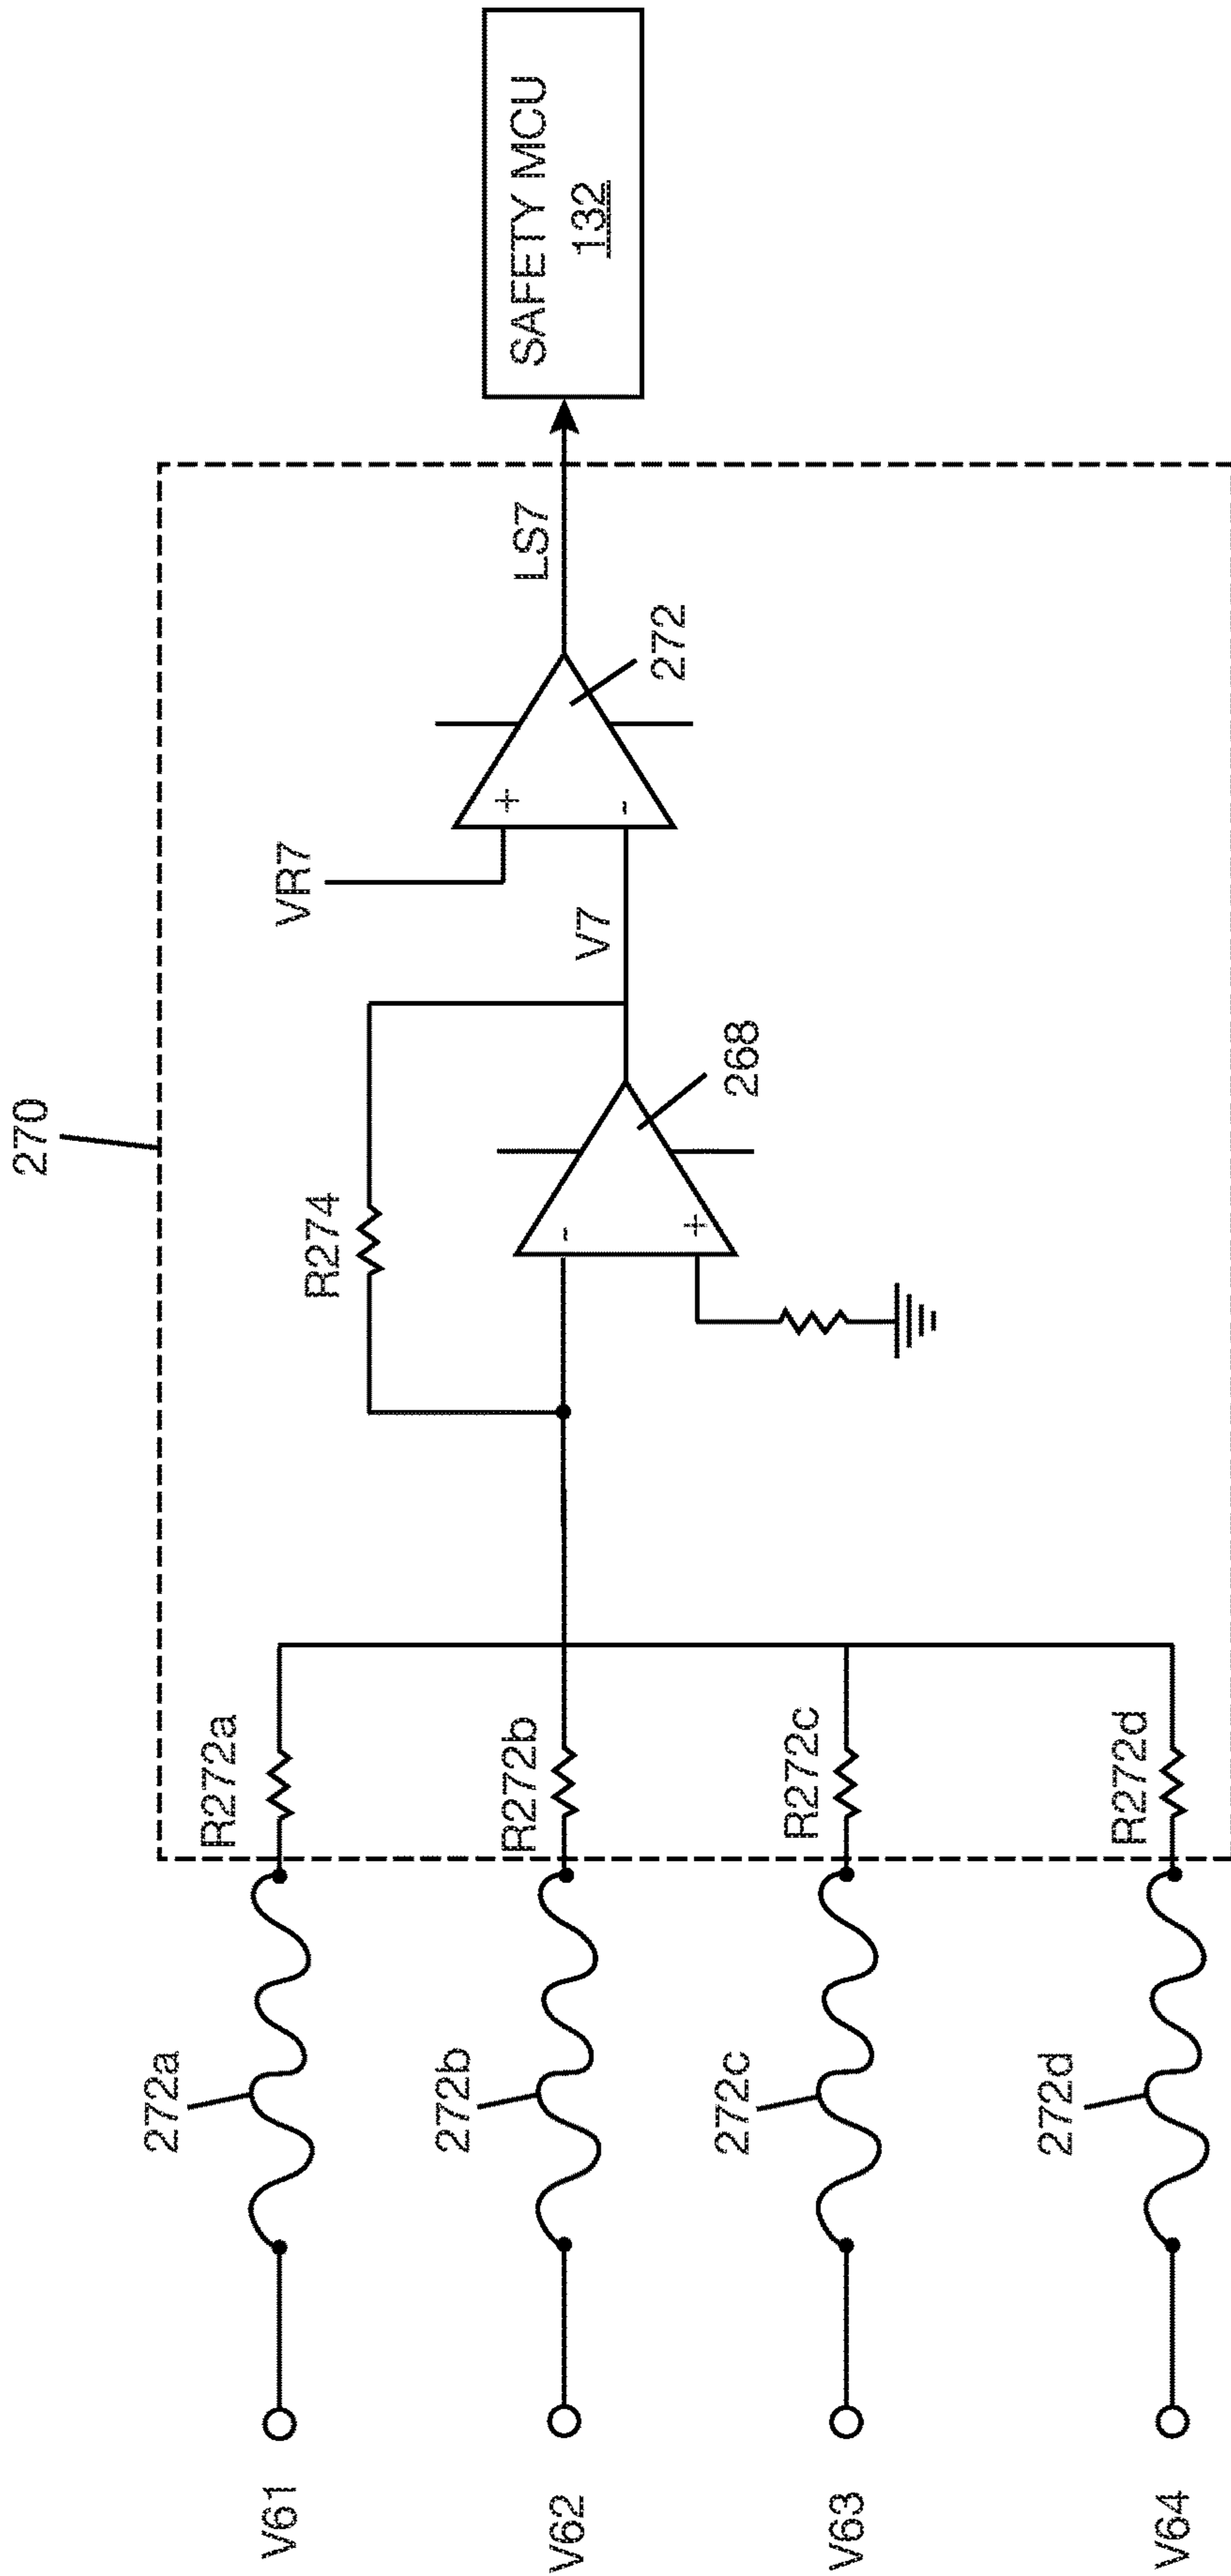 270
SAFETY MCU
132
LS7
272
VR7
V7
268
R274
-
+
+
-
R272a
R272b
R272c
R272d
272a
272b
272c
272d
V61
V62
V63
V64